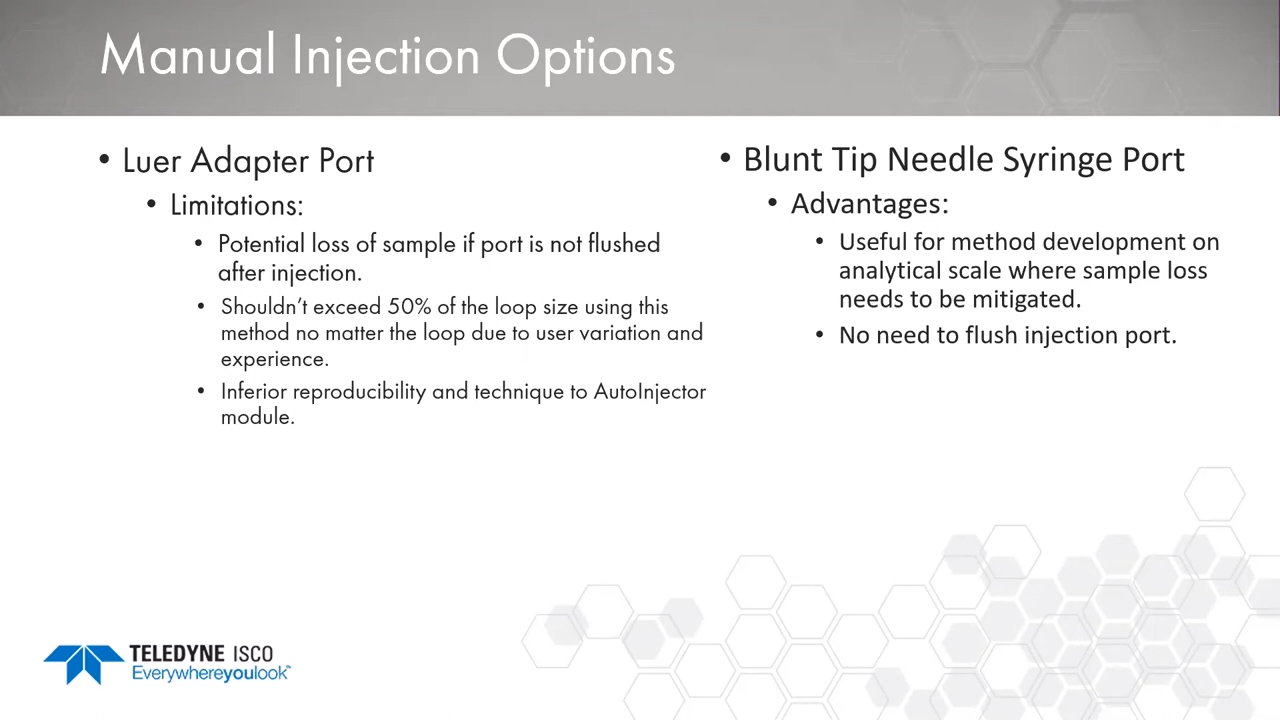 Manual Injection Options
• Luer Adapter Port
• Limitations:
• Potential loss of sample if port is not flushed
after injection.
• Shouldn’t exceed 50% of the loop size using this
method no matter the loop due to user variation and
experience.
• Inferior reproducibility and technique to AutoInjector
module.
• Blunt Tip Needle Syringe Port
• Advantages:
• Useful for method development on
analytical scale where sample loss
needs to be mitigated.
• No need to flush injection port.
TELEDYNE ISCO
Everywhereyoulook™